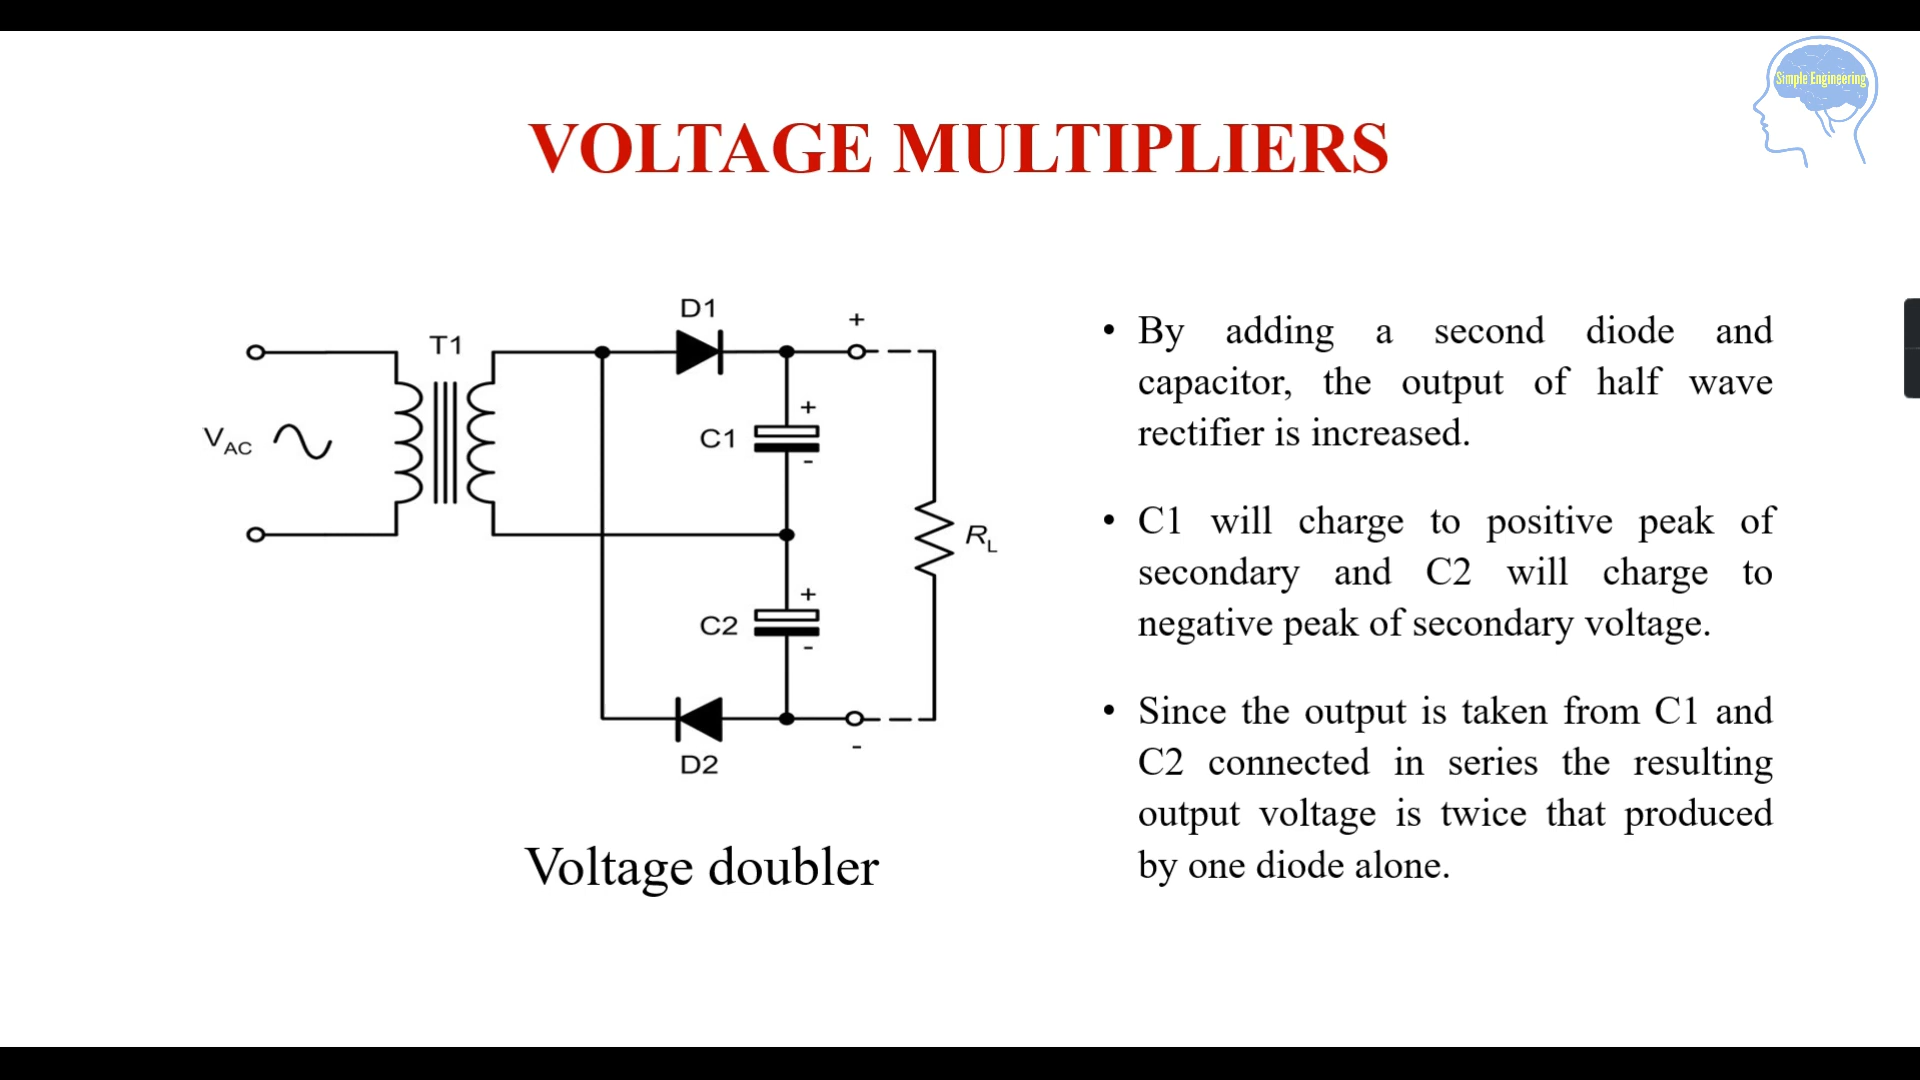 Simple Engineering
VOLTAGE MULTIPLIERS
D1
+
T1
+
C1
-
VAC
RL
+
C2
-
-
D2
Voltage doubler
• By adding a second diode and
capacitor, the output of half wave
rectifier is increased.
• C1 will charge to positive peak of
secondary and C2 will charge to
negative peak of secondary voltage.
• Since the output is taken from C1 and
C2 connected in series the resulting
output voltage is twice that produced
by one diode alone.